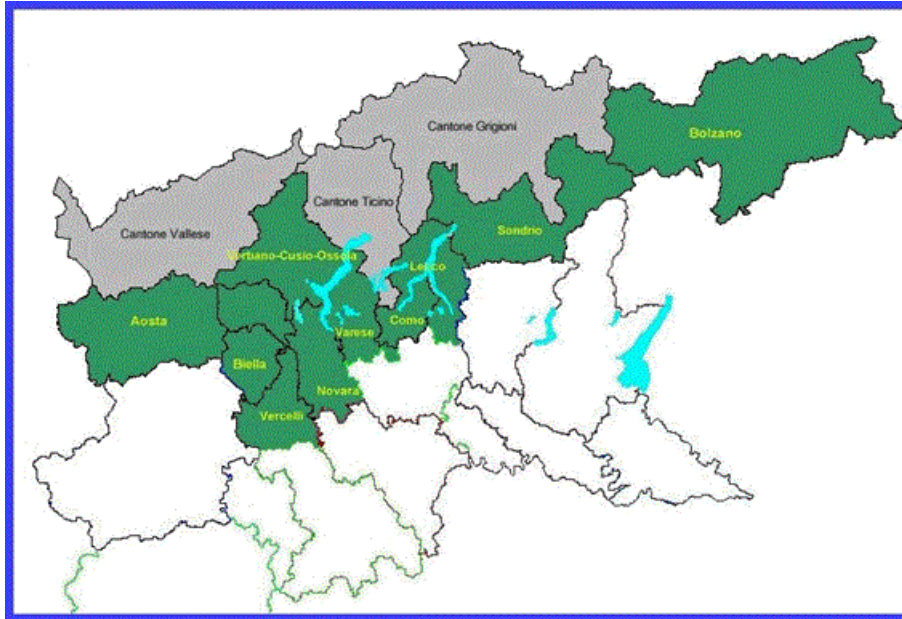 Cantone Grigioni
Bolzano
Cantone Ticino
Cantone Vallese
Sondrio
Verbano-Cusio-Ossola
Lecco
Aosta
Como
Varese
Biella
Novara
Vercelli